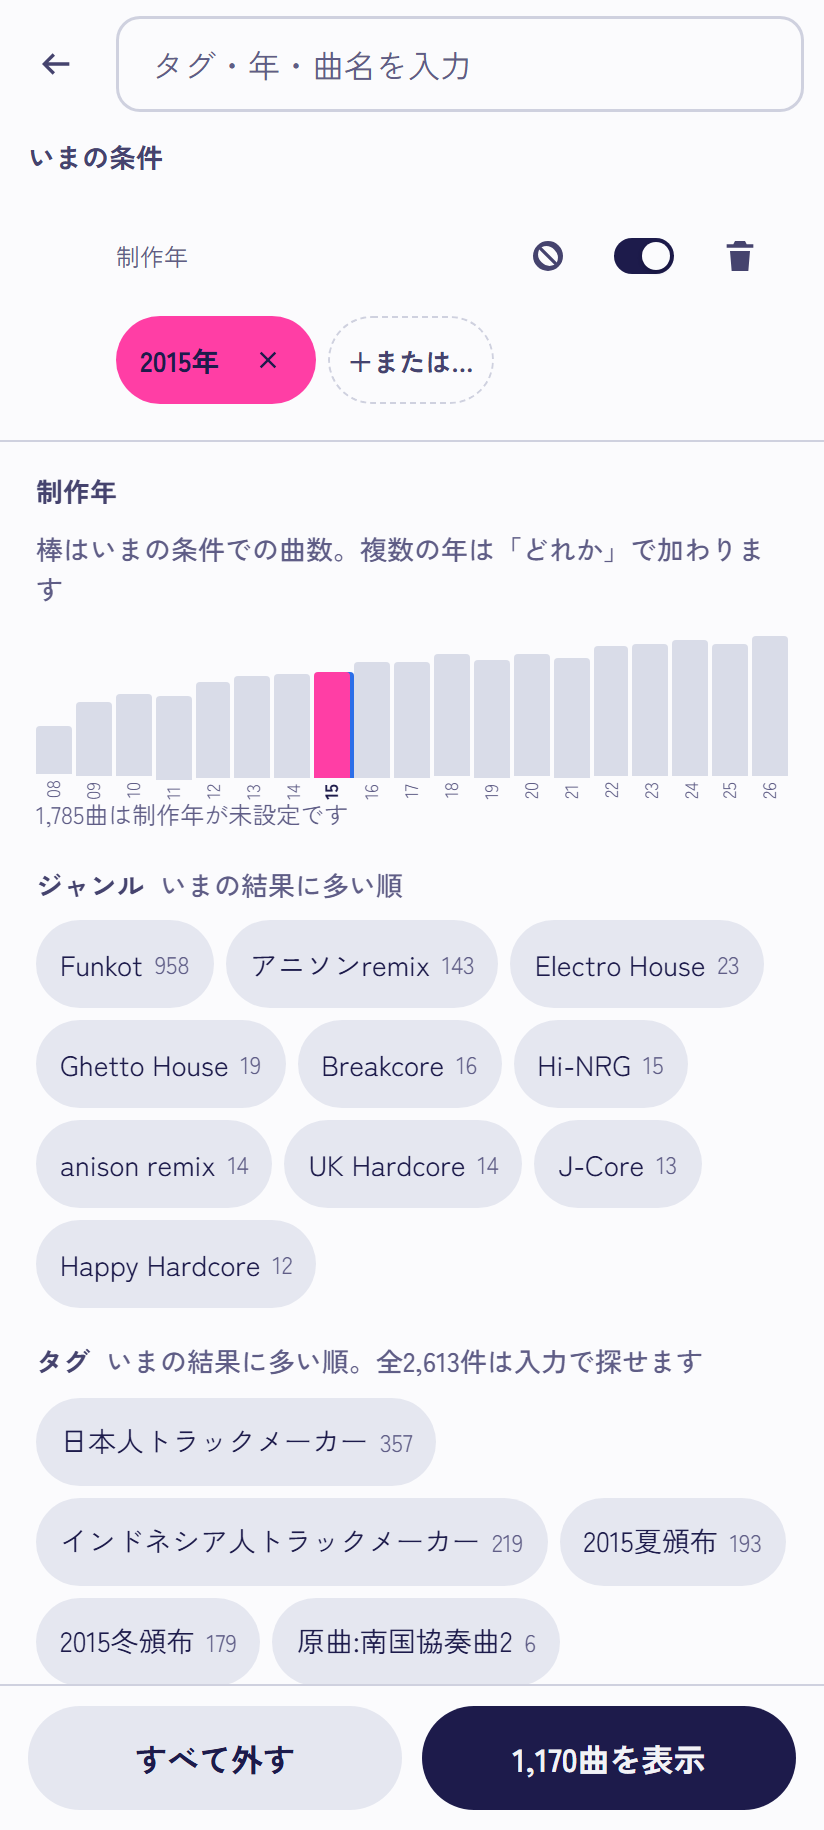 タグ・年・曲名を入力
いまの条件
制作年
2015年 ×
＋または...
制作年
棒はいまの条件での曲数。複数の年は「どれか」で加わりま
す
08 09 10 11 12 13 14 15 16 17 18 19 20 21 22 23 24 25 26
1,785曲は制作年が未設定です
ジャンル いまの結果に多い順
Funkot 958 アニソンremix 143 Electro House 23
Ghetto House 19 Breakcore 16 Hi-NRG 15
anison remix 14 UK Hardcore 14 J-Core 13
Happy Hardcore 12
タグ いまの結果に多い順。全2,613件は入力で探せます
日本人トラックメーカー 357
インドネシア人トラックメーカー 219 2015夏頒布 193
2015冬頒布 179 原曲:南国協奏曲2 6
すべて外す 1,170曲を表示